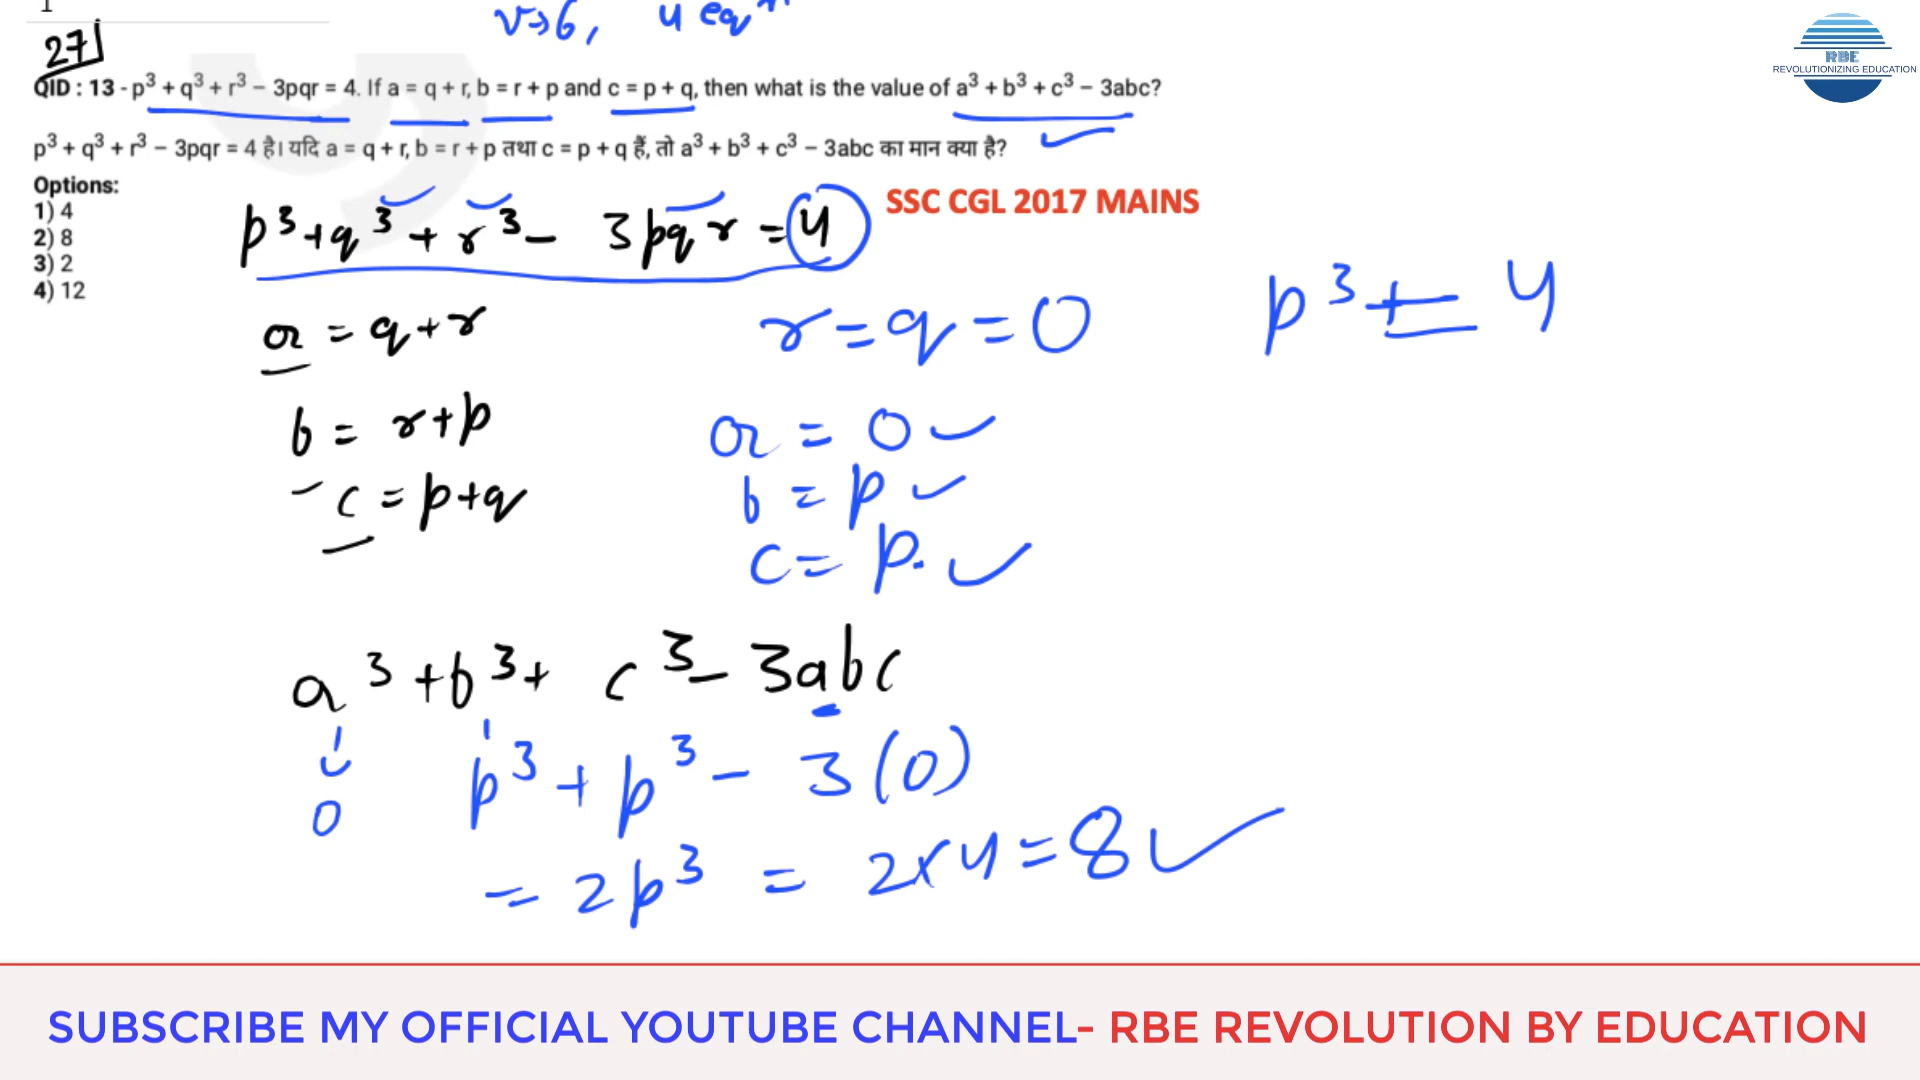 1
v→6, 4 eqn
27
RBE
REVOLUTIONIZING EDUCATION
QID : 13 - p³ + q³ + r³ − 3pqr = 4. If a = q + r, b = r + p and c = p + q, then what is the value of a³ + b³ + c³ − 3abc?
p³ + q³ + r³ − 3pqr = 4 है। यदि a = q + r, b = r + p तथा c = p + q हैं, तो a³ + b³ + c³ − 3abc का मान क्या है?
Options:
1) 4
2) 8
3) 2
4) 12
SSC CGL 2017 MAINS
p³ + q³ + r³ − 3pqr = 4
a = q + r
r = q = 0
p³ = 4
b = r + p
a = 0
c = p + q
b = p
c = p.
a³ + b³ + c³ − 3abc
0
p³ + p³ − 3(0)
= 2p³ = 2×4 = 8
SUBSCRIBE MY OFFICIAL YOUTUBE CHANNEL- RBE REVOLUTION BY EDUCATION